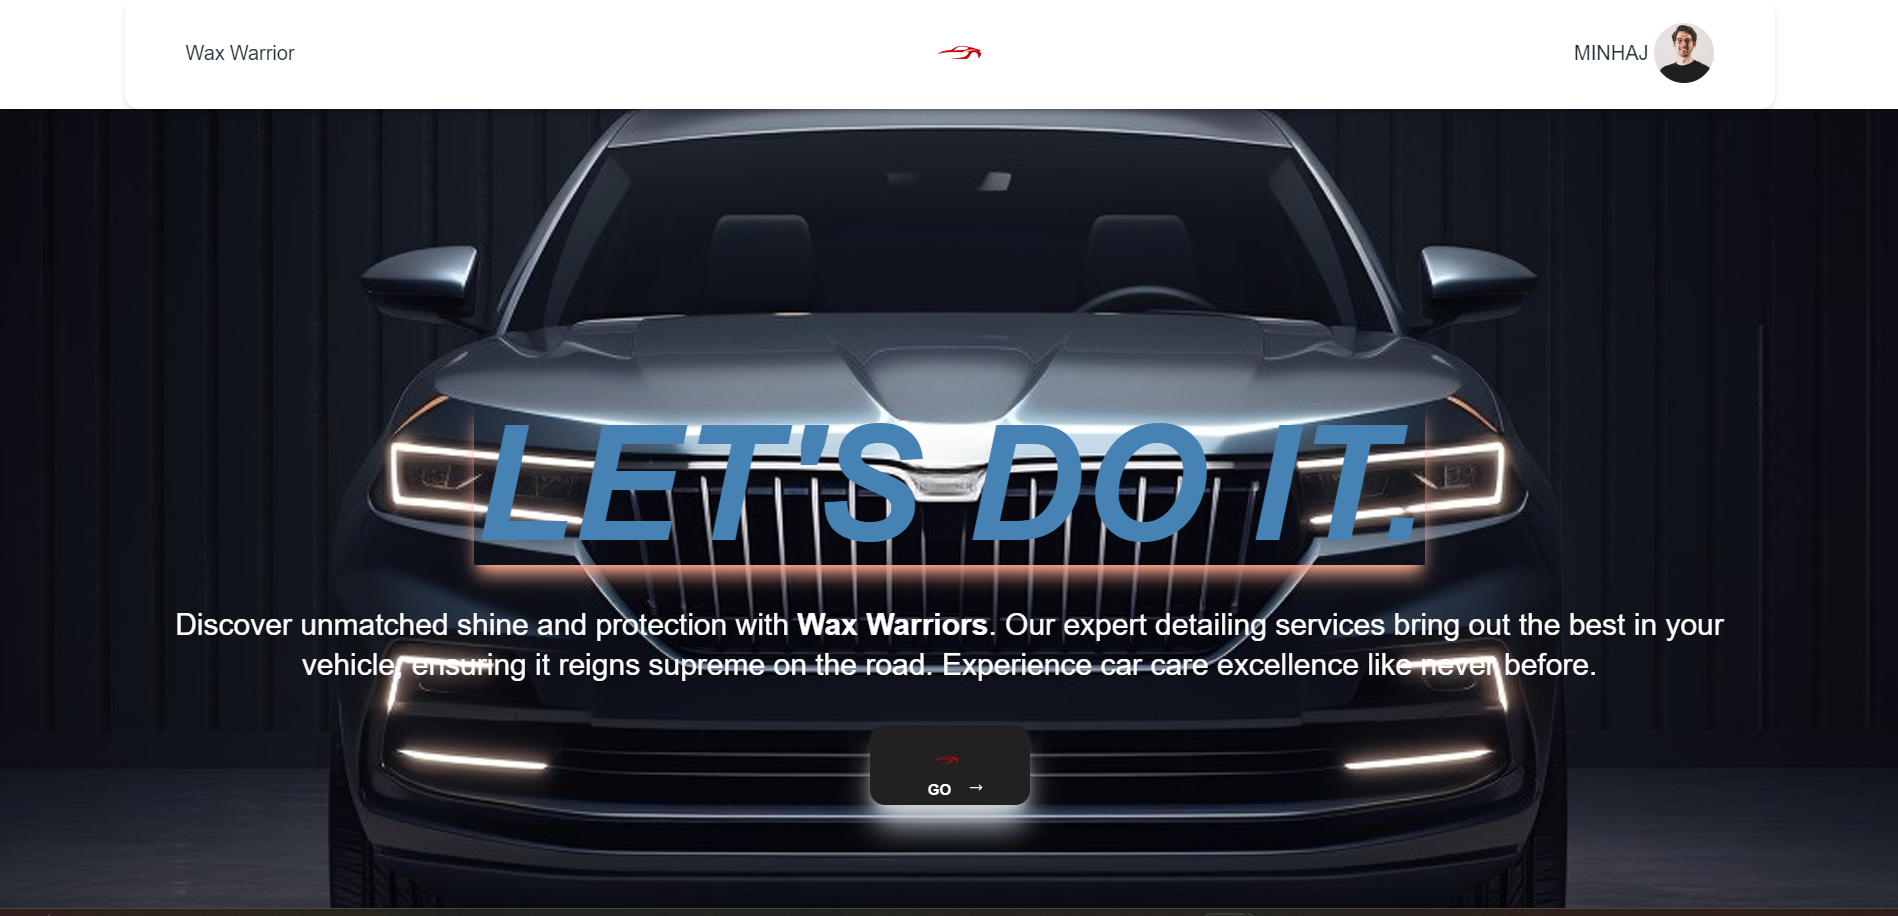 Wax Warrior
MINHAJ
LET'S DO IT.
Discover unmatched shine and protection with Wax Warriors. Our expert detailing services bring out the best in your
vehicle, ensuring it reigns supreme on the road. Experience car care excellence like never before.
GO →